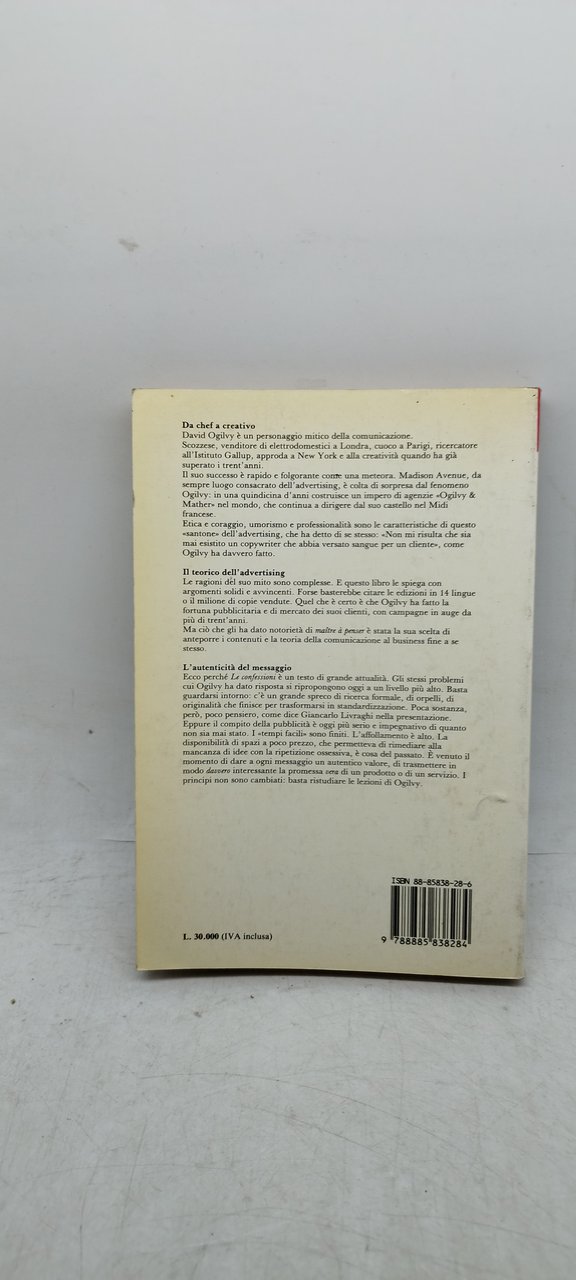 Da chef a creativo
David Ogilvy è un personaggio mitico della comunicazione.
Scozzese, venditore di elettrodomestici a Londra, cuoco a Parigi, ricercatore
all'Istituto Gallup, approda a New York e alla creatività quando ha già
superato i trent'anni.
Il suo successo è rapido e folgorante come una meteora. Madison Avenue, da
sempre luogo consacrato dell'advertising, è colta di sorpresa dal fenomeno
Ogilvy: in una quindicina d'anni costruisce un impero di agenzie «Ogilvy &
Mather» nel mondo, che continua a dirigere dal suo castello nel Midi
francese.
Etica e coraggio, umorismo e professionalità sono le caratteristiche di questo
«santone» dell'advertising, che ha detto di se stesso: «Non mi risulta che sia
mai esistito un copywriter che abbia versato sangue per un cliente», come
Ogilvy ha davvero fatto.
Il teorico dell'advertising
Le ragioni del suo mito sono complesse. E questo libro le spiega con
argomenti solidi e avvincenti. Forse basterebbe citare le edizioni in 14 lingue
o il milione di copie vendute. Quel che è certo è che Ogilvy ha fatto la
fortuna pubblicitaria e di mercato dei suoi clienti, con campagne in auge da
più di trent'anni.
Ma ciò che gli ha dato notorietà di maître à penser è stata la sua scelta di
anteporre i contenuti e la teoria della comunicazione al business fine a se
stesso.
L'autenticità del messaggio
Ecco perché Le confessioni è un testo di grande attualità. Gli stessi problemi
cui Ogilvy ha dato risposta si ripropongono oggi a un livello più alto. Basta
guardarsi intorno: c'è un grande spreco di ricerca formale, di orpelli, di
originalità che finisce per trasformarsi in standardizzazione. Poca sostanza,
però, poco pensiero, come dice Giancarlo Livraghi nella presentazione.
Eppure il compito della pubblicità è oggi più serio e impegnativo di quanto
non sia mai stato. I «tempi facili» sono finiti. L'affollamento è alto. La
disponibilità di spazi a poco prezzo, che permetteva di rimediare alla
mancanza di idee con la ripetizione ossessiva, è cosa del passato. È venuto il
momento di dare a ogni messaggio un autentico valore, di trasmettere in
modo davvero interessante la promessa vera di un prodotto o di un servizio. I
principi non sono cambiati: basta ristudiare le lezioni di Ogilvy.
ISBN 88-85838-28-6
9 788885 838284
L. 30.000 (IVA inclusa)